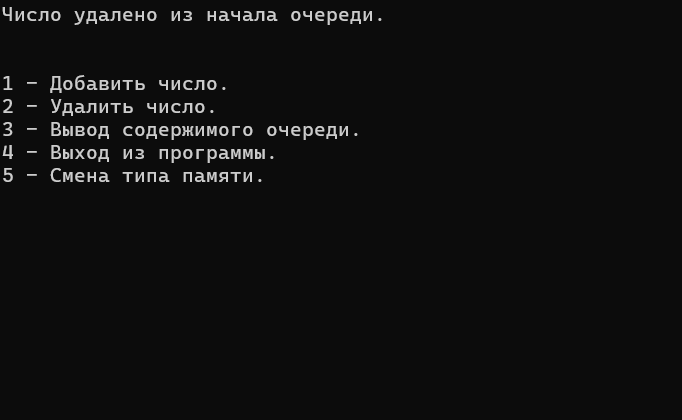 Число удалено из начала очереди.
1 – Добавить число.
2 – Удалить число.
3 – Вывод содержимого очереди.
4 – Выход из программы.
5 – Смена типа памяти.